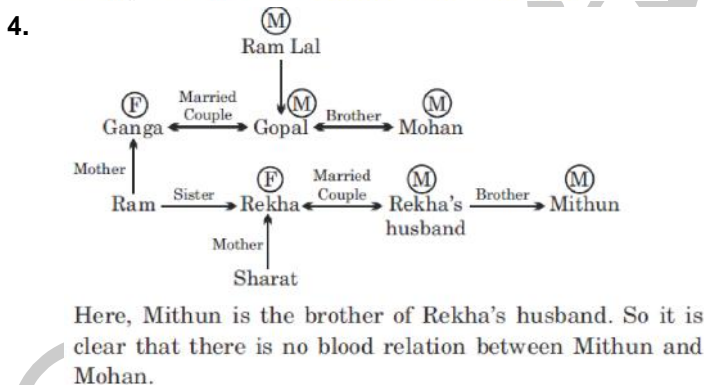 4.
M
Ram Lal
F Married Couple M Brother M
Ganga Gopal Mohan
Mother F Married Couple M M
Ram Sister Rekha Rekha's husband Brother Mithun
Mother
Sharat
Here, Mithun is the brother of Rekha's husband. So it is
clear that there is no blood relation between Mithun and
Mohan.